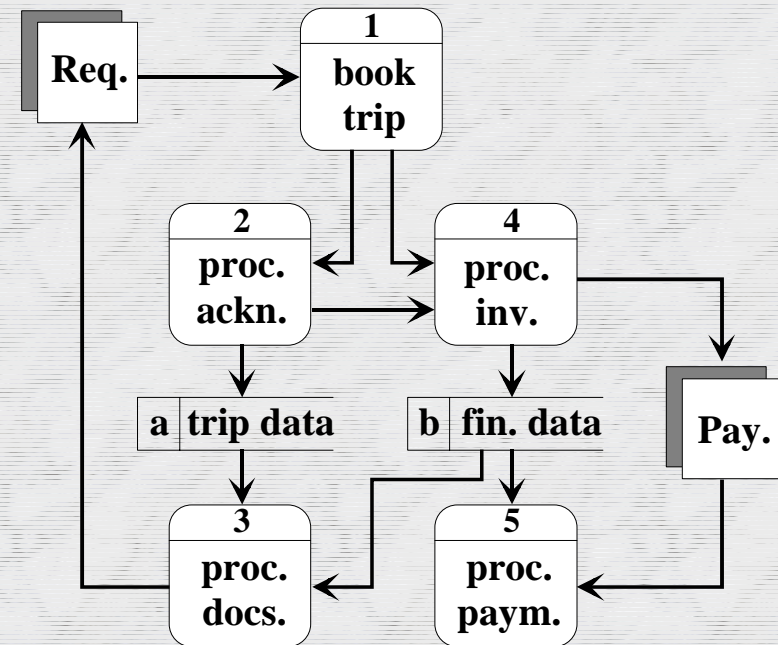 1
Req.
book
trip
2
proc.
ackn.
4
proc.
inv.
a trip data
b fin. data
Pay.
3
proc.
docs.
5
proc.
paym.